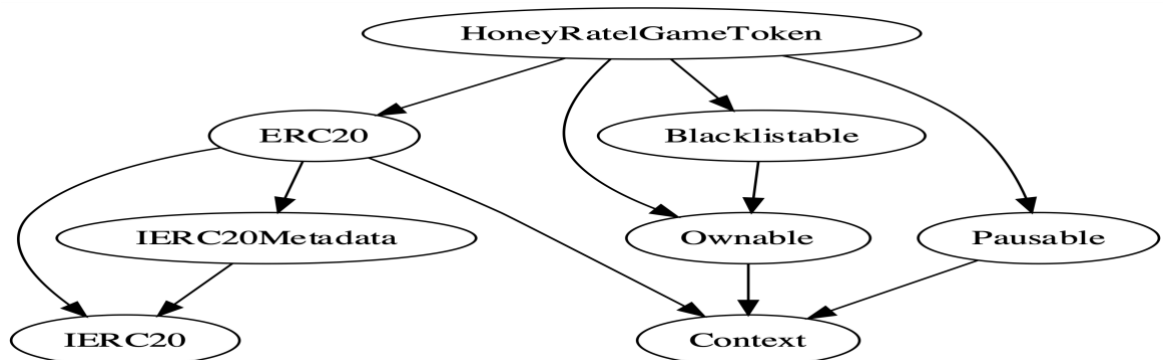 HoneyRatelGameToken
ERC20
Blacklistable
IERC20Metadata
Ownable
Pausable
IERC20
Context